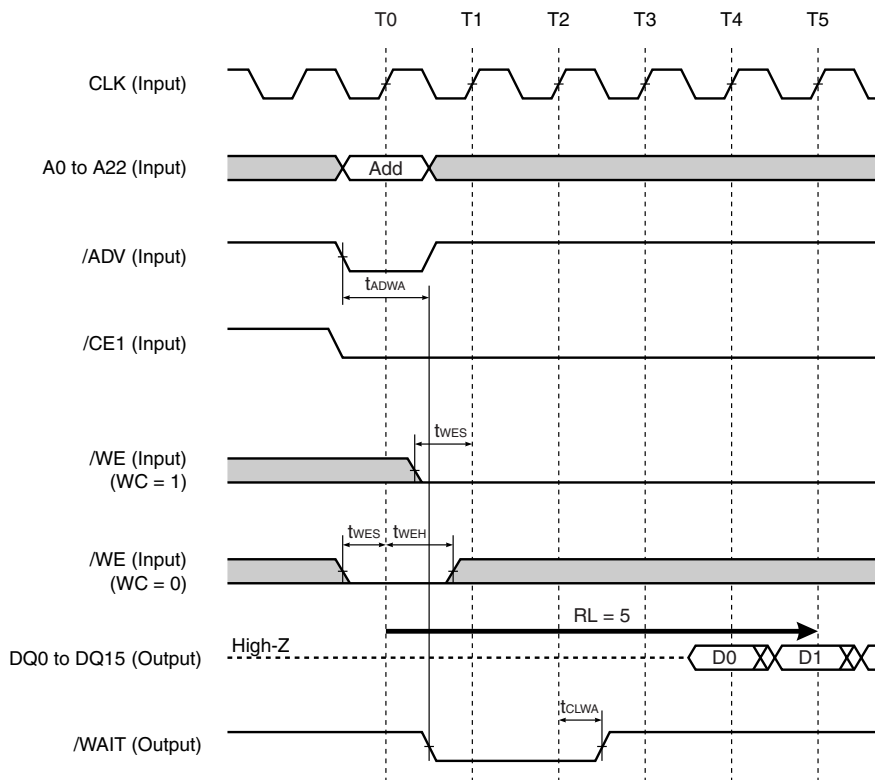 T0 T1 T2 T3 T4 T5
CLK (Input)
A0 to A22 (Input)
Add
/ADV (Input)
tADWA
/CE1 (Input)
tWES
/WE (Input)
(WC = 1)
tWES tWEH
/WE (Input)
(WC = 0)
RL = 5
High-Z
DQ0 to DQ15 (Output)
D0 D1
tCLWA
/WAIT (Output)